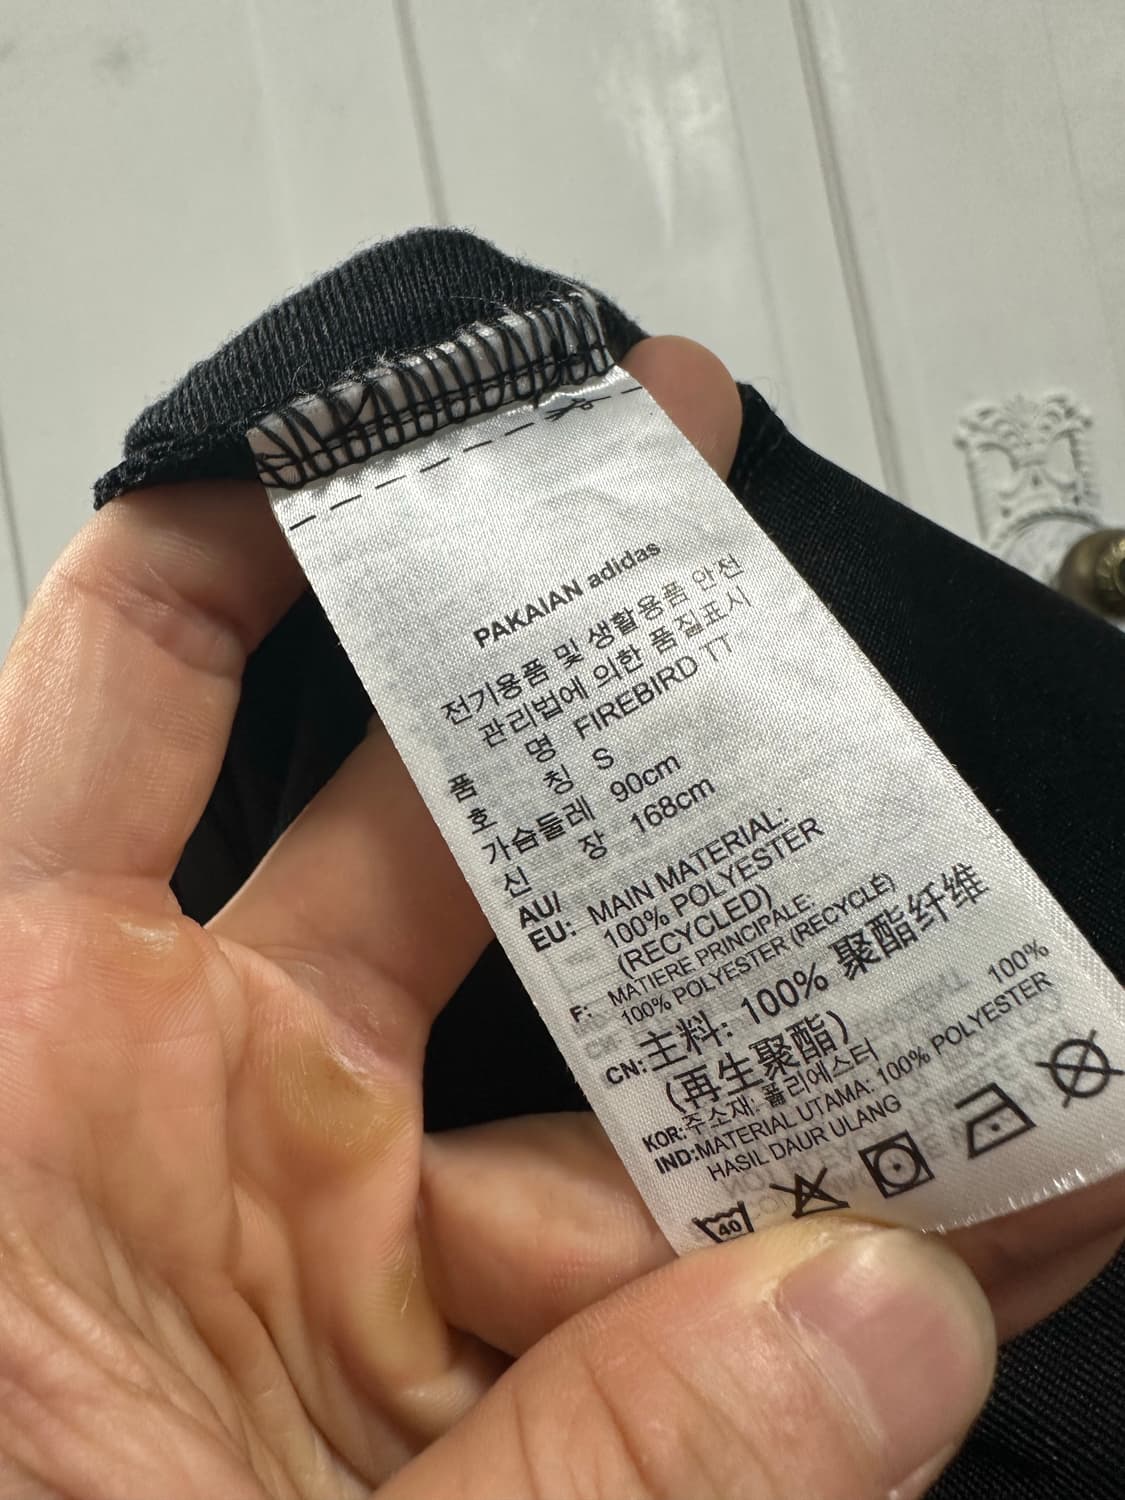 PAKAIAN adidas
전기용품 및 생활용품 안전
관리법에 의한 품질표시
품 명 FIREBIRD TT
호 칭 S
가슴둘레 90cm
신 장 168cm
AU/
EU: MAIN MATERIAL:
100% POLYESTER
(RECYCLED)
F: MATIERE PRINCIPALE:
100% POLYESTER (RECYCLÉ)
CN:主料: 100% 聚酯纤维
(再生聚酯)
KOR:주소재: 폴리에스터 100%
IND:MATERIAL UTAMA: 100% POLYESTER
HASIL DAUR ULANG
40